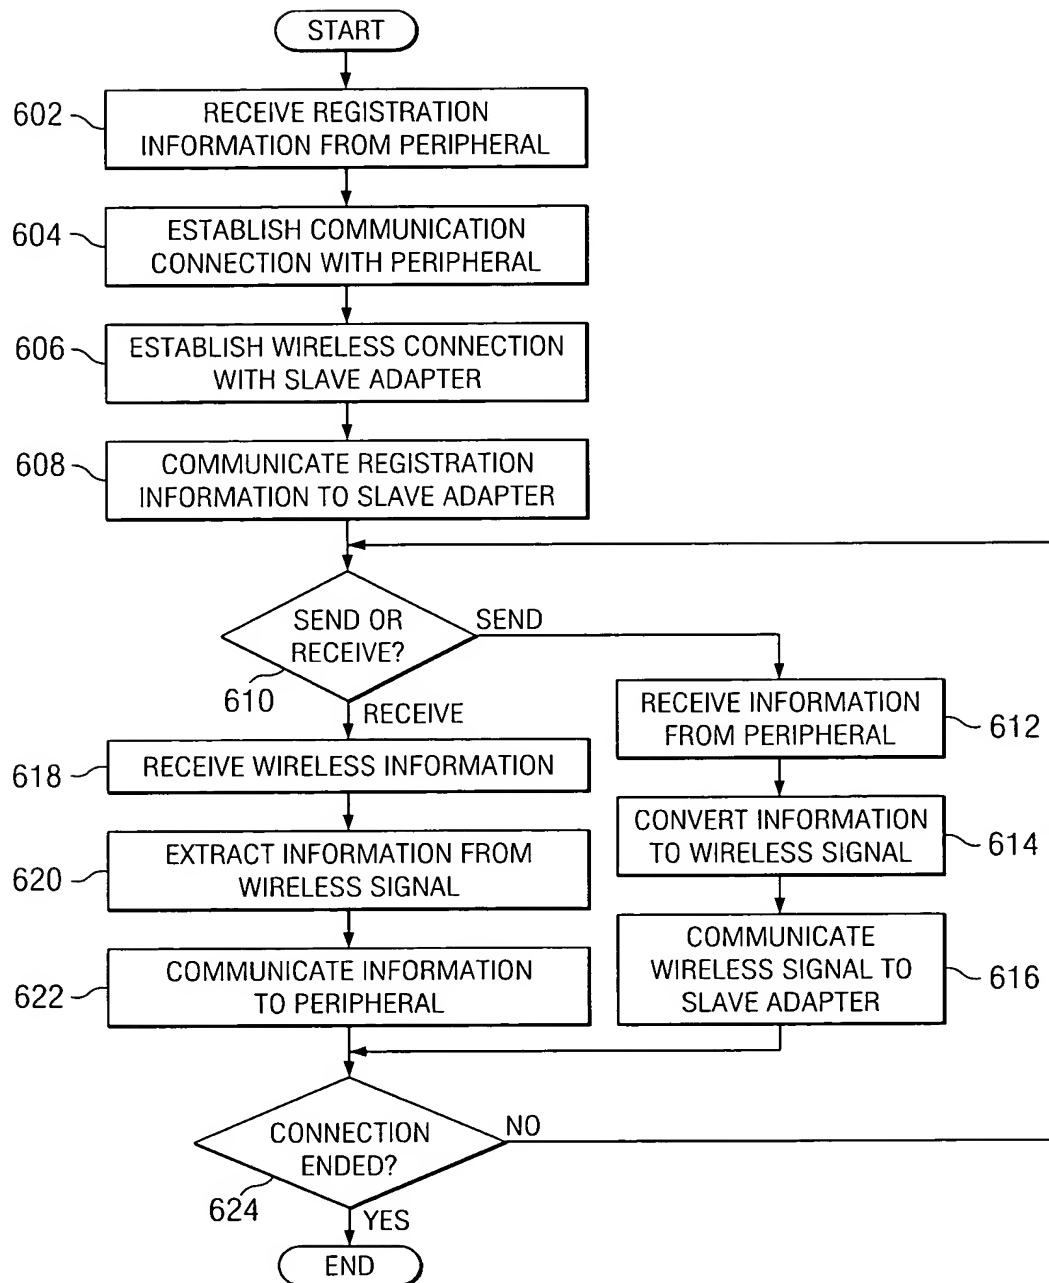 START
602
RECEIVE REGISTRATION
INFORMATION FROM PERIPHERAL
604
ESTABLISH COMMUNICATION
CONNECTION WITH PERIPHERAL
606
ESTABLISH WIRELESS CONNECTION
WITH SLAVE ADAPTER
608
COMMUNICATE REGISTRATION
INFORMATION TO SLAVE ADAPTER
SEND OR
RECEIVE?
610
SEND
RECEIVE
RECEIVE INFORMATION
FROM PERIPHERAL
612
CONVERT INFORMATION
TO WIRELESS SIGNAL
614
COMMUNICATE
WIRELESS SIGNAL TO
SLAVE ADAPTER
616
618
RECEIVE WIRELESS INFORMATION
620
EXTRACT INFORMATION FROM
WIRELESS SIGNAL
622
COMMUNICATE INFORMATION
TO PERIPHERAL
CONNECTION
ENDED?
624
NO
YES
END